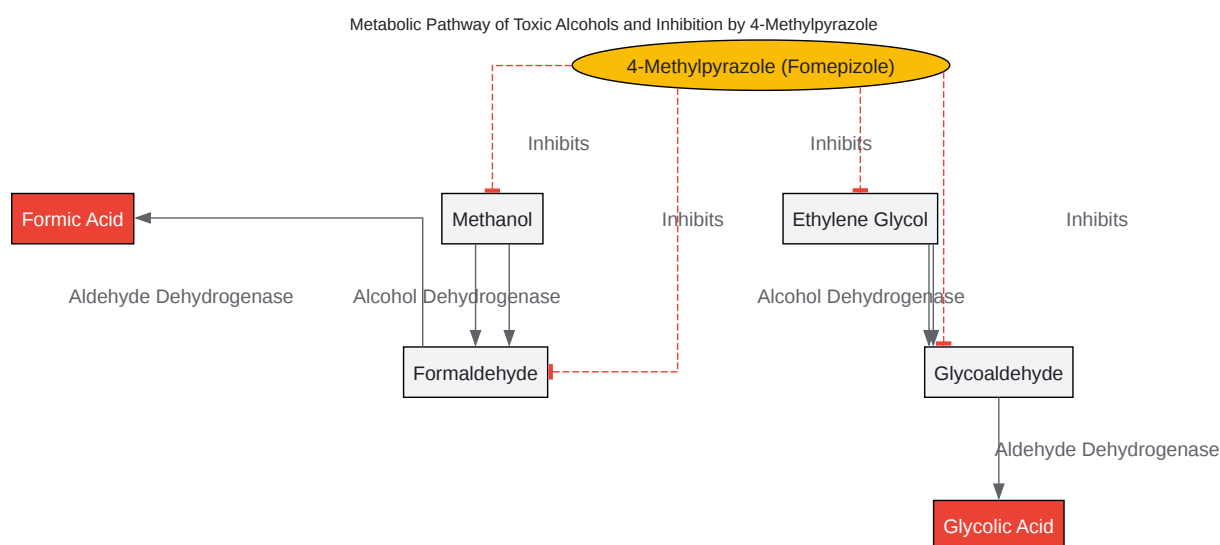 Metabolic Pathway of Toxic Alcohols and Inhibition by 4-Methylpyrazole
4-Methylpyrazole (Fomepizole)
Inhibits
Inhibits
Formic Acid
Methanol
Inhibits
Ethylene Glycol
Inhibits
Aldehyde Dehydrogenase
Alcohol Dehydrogenase
Alcohol Dehydrogenase
Formaldehyde
Glycoaldehyde
Aldehyde Dehydrogenase
Glycolic Acid